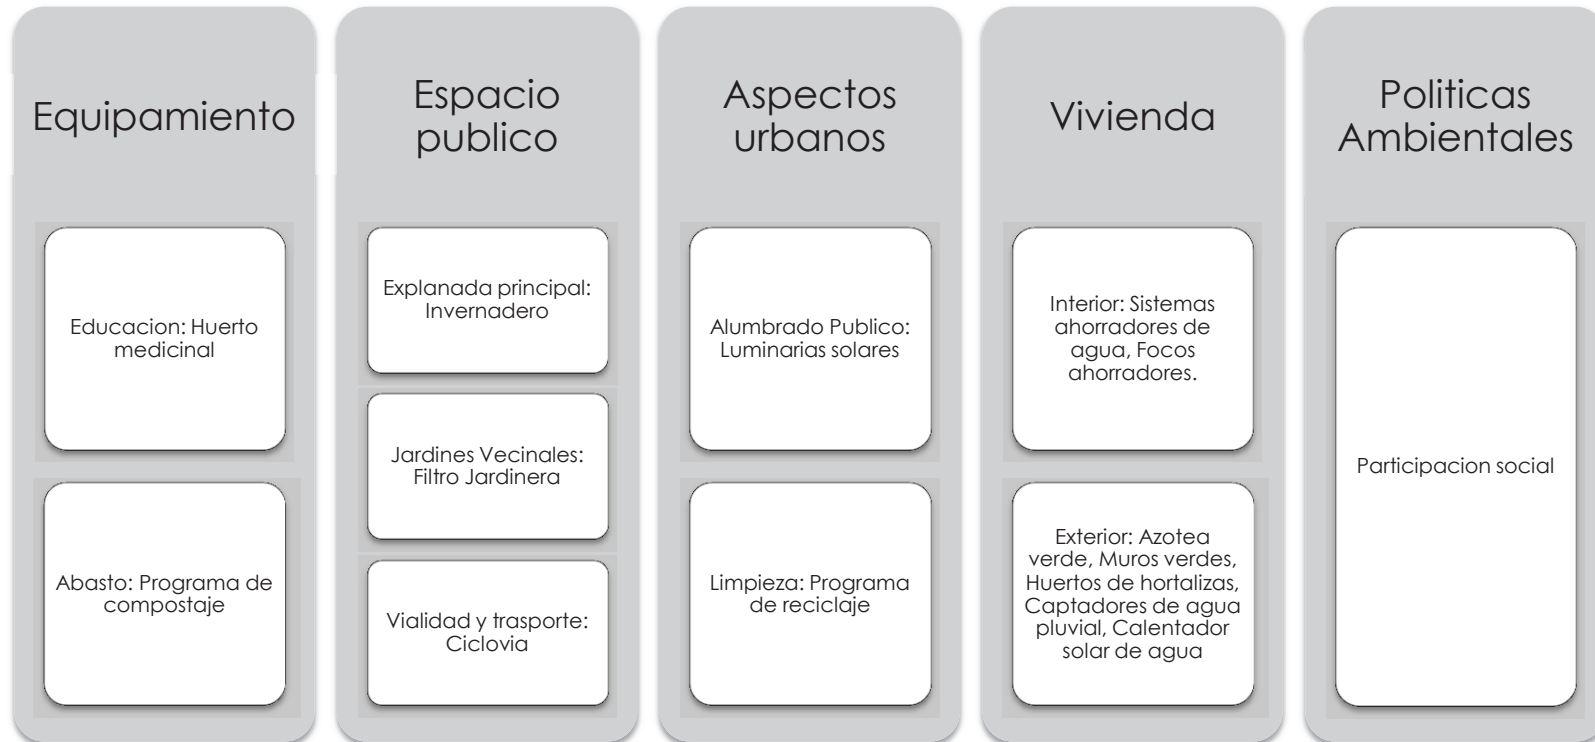 Equipamiento
Educacion: Huerto
medicinal
Abasto: Programa de
compostaje
Espacio
publico
Explanada principal:
Invernadero
Jardines Vecinales:
Filtro Jardinera
Vialidad y trasporte:
Ciclovia
Aspectos
urbanos
Alumbrado Publico:
Luminarias solares
Limpieza: Programa
de reciclaje
Vivienda
Interior: Sistemas
ahorradores de
agua, Focos
ahorradores.
Exterior: Azotea
verde, Muros verdes,
Huertos de hortalizas,
Captadores de agua
pluvial, Calentador
solar de agua
Politicas
Ambientales
Participacion social